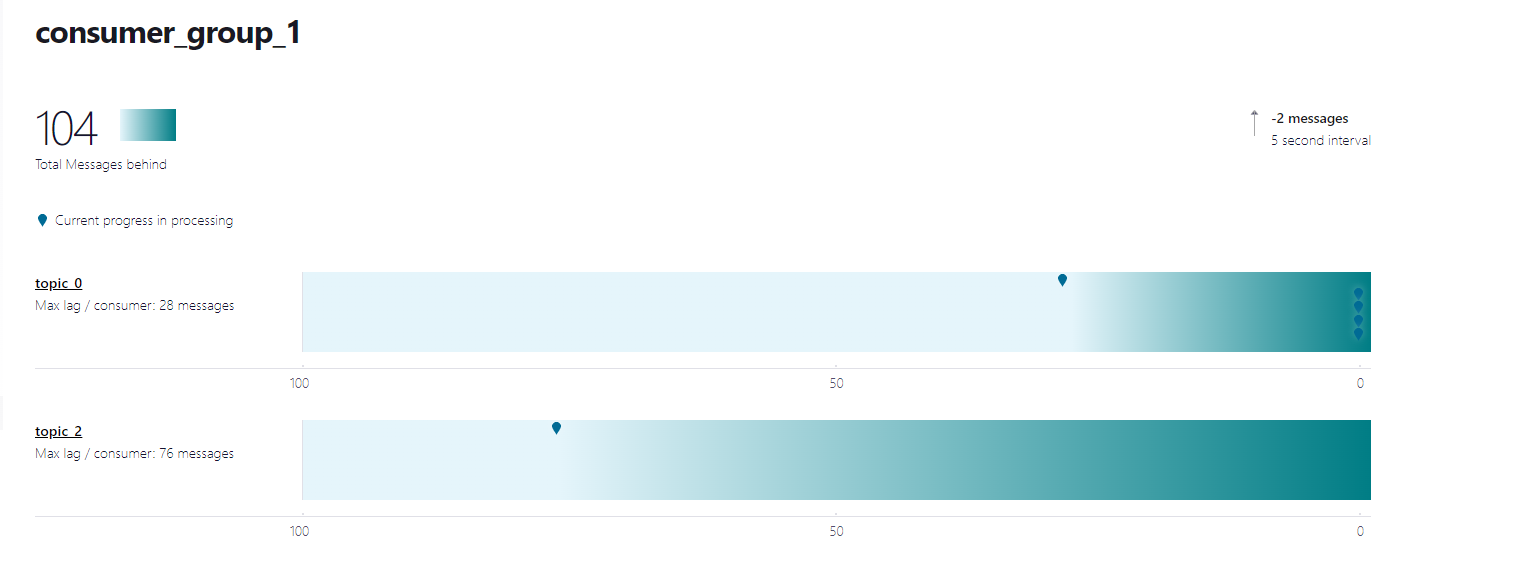 consumer_group_1
104
Total Messages behind
-2 messages
5 second interval
Current progress in processing
topic_0
Max lag / consumer: 28 messages
100
50
0
topic_2
Max lag / consumer: 76 messages
100
50
0